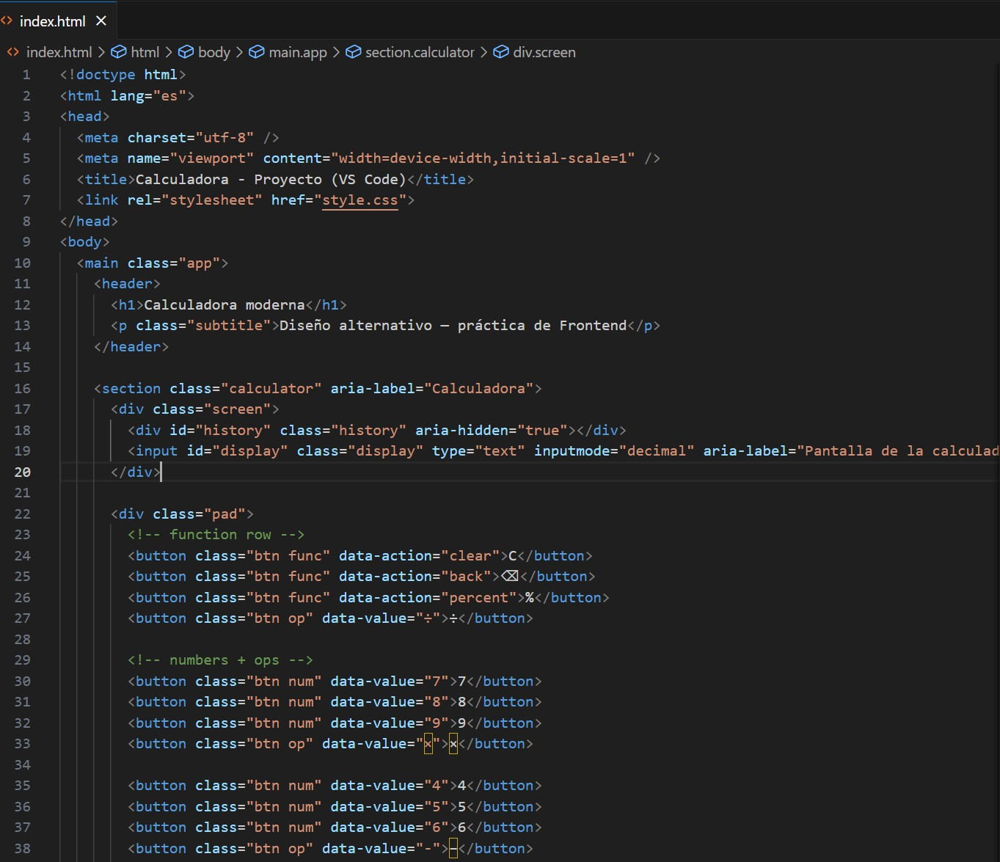 index.html
index.html > html > body > main.app > section.calculator > div.screen
1 <!doctype html>
2 <html lang="es">
3 <head>
4 <meta charset="utf-8" />
5 <meta name="viewport" content="width=device-width,initial-scale=1" />
6 <title>Calculadora - Proyecto (VS Code)</title>
7 <link rel="stylesheet" href="style.css">
8 </head>
9 <body>
10 <main class="app">
11 <header>
12 <h1>Calculadora moderna</h1>
13 <p class="subtitle">Diseño alternativo — práctica de Frontend</p>
14 </header>
15
16 <section class="calculator" aria-label="Calculadora">
17 <div class="screen">
18 <div id="history" class="history" aria-hidden="true"></div>
19 <input id="display" class="display" type="text" inputmode="decimal" aria-label="Pantalla de la calculad
20 </div>
21
22 <div class="pad">
23 <!-- function row -->
24 <button class="btn func" data-action="clear">C</button>
25 <button class="btn func" data-action="back">⌫</button>
26 <button class="btn func" data-action="percent">%</button>
27 <button class="btn op" data-value="÷">÷</button>
28
29 <!-- numbers + ops -->
30 <button class="btn num" data-value="7">7</button>
31 <button class="btn num" data-value="8">8</button>
32 <button class="btn num" data-value="9">9</button>
33 <button class="btn op" data-value="×">×</button>
34
35 <button class="btn num" data-value="4">4</button>
36 <button class="btn num" data-value="5">5</button>
37 <button class="btn num" data-value="6">6</button>
38 <button class="btn op" data-value="-">−</button>